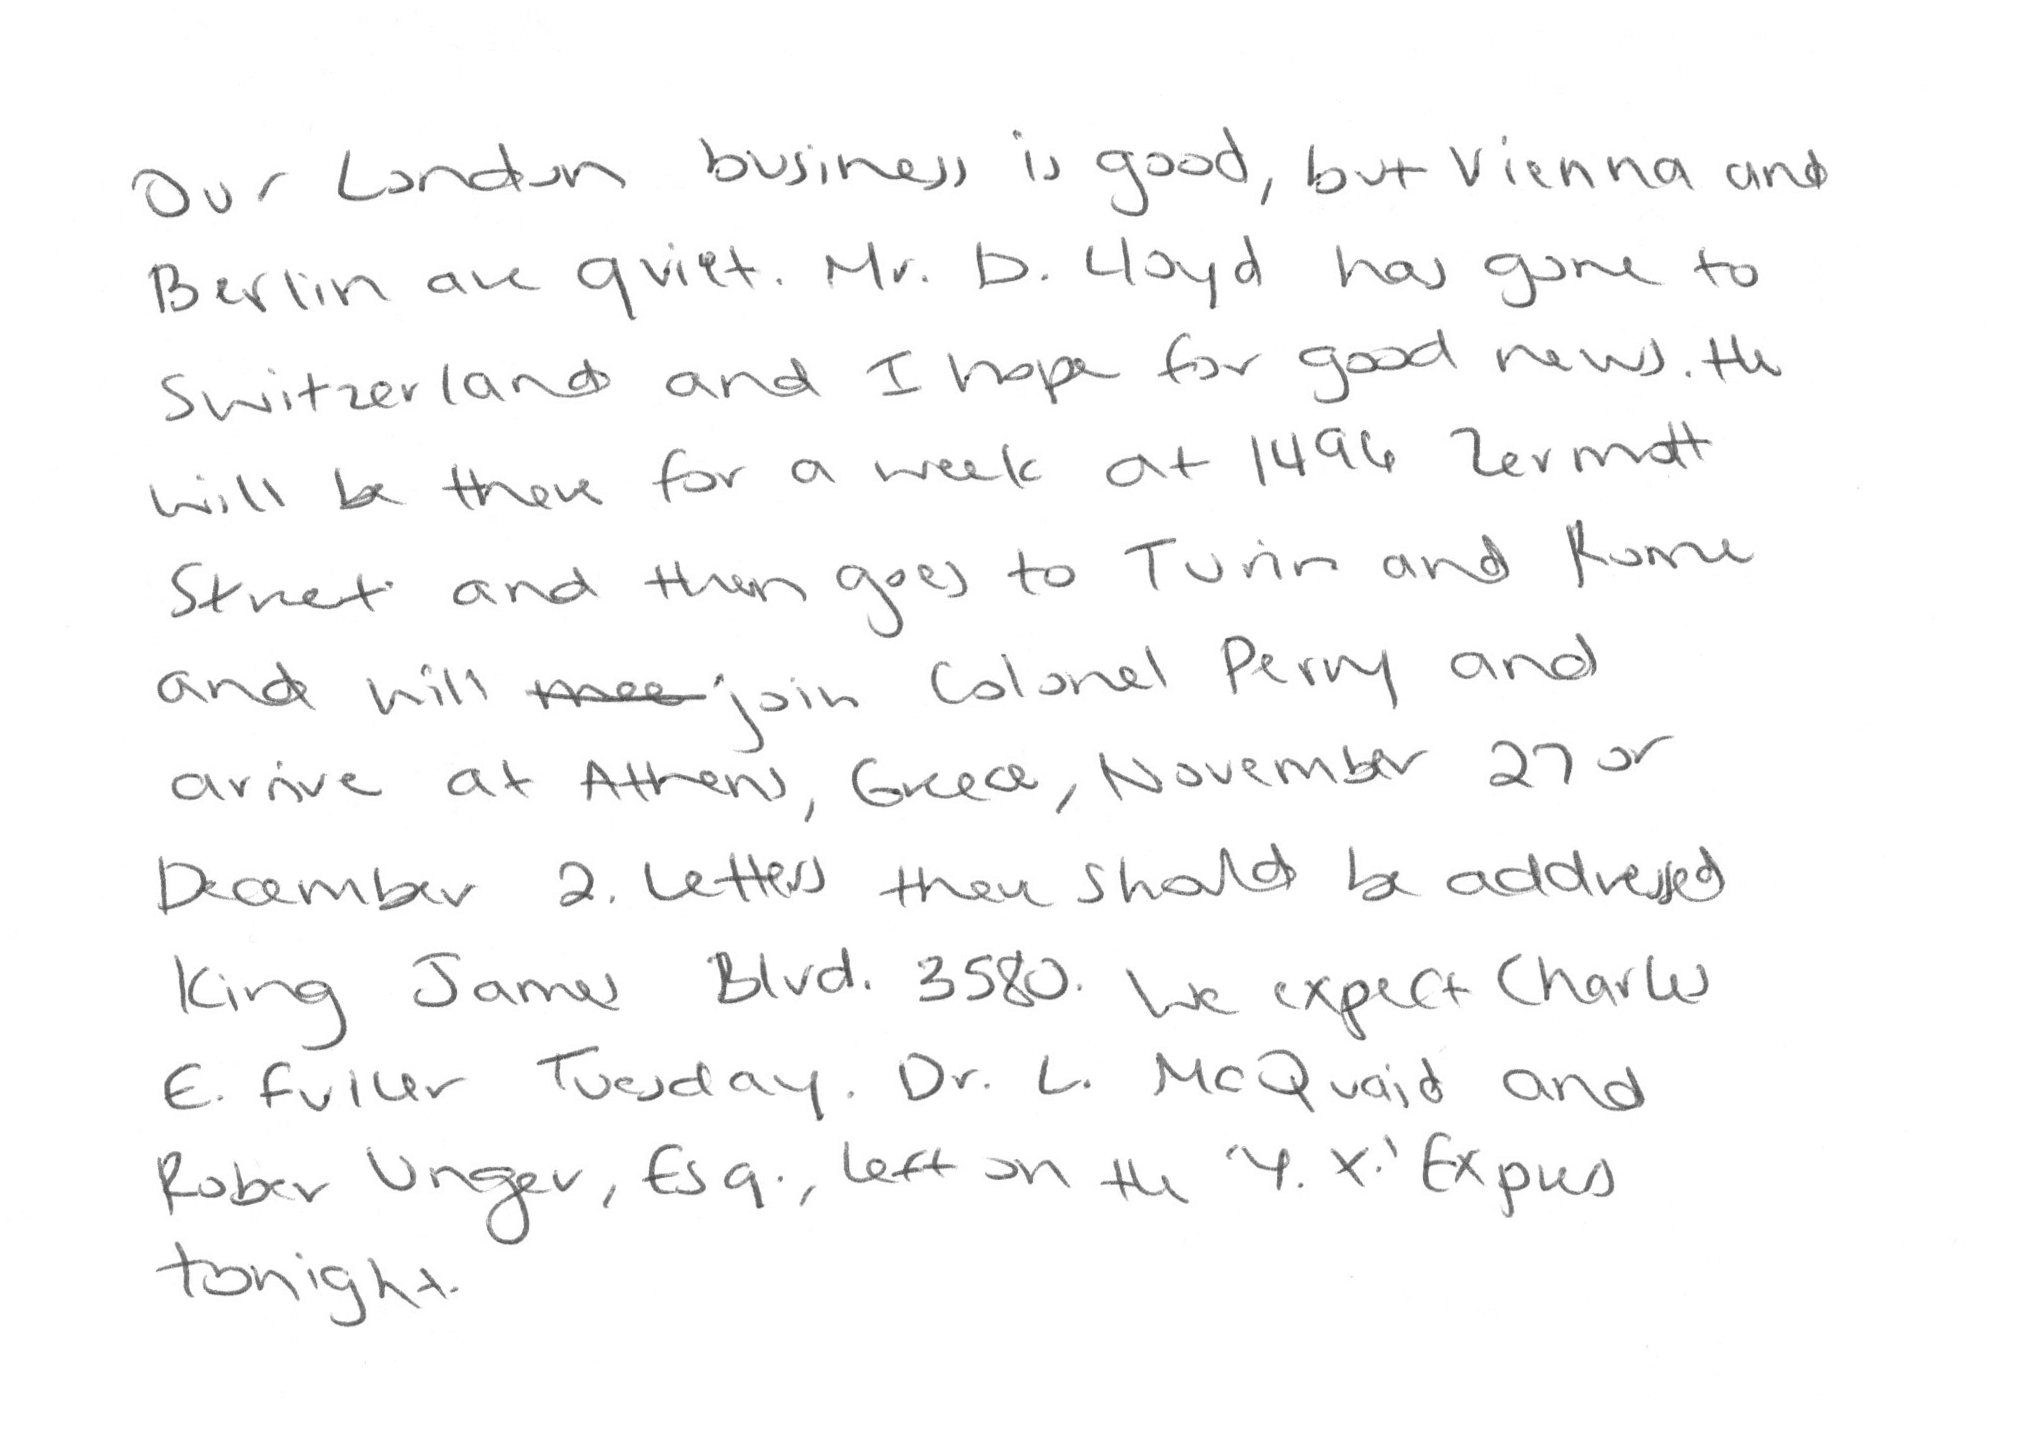 Our London business is good, but Vienna and
Berlin are quiet. Mr. D. Lloyd has gone to
Switzerland and I hope for good news. He
will be there for a week at 1496 Zermatt
Street and then goes to Turin and Rome
and will join Colonel Perry and
arrive at Athens, Greece, November 27 or
December 2. Letters there should be addressed
King James Blvd. 3580. We expect Charles
E. Fuller Tuesday. Dr. L. McQuaid and
Rober Unger, Esq., left on the 'Y. X.' Express
tonight.